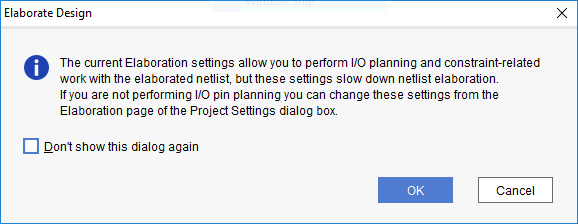 Elaborate Design
The current Elaboration settings allow you to perform I/O planning and constraint-related
work with the elaborated netlist, but these settings slow down netlist elaboration.
If you are not performing I/O pin planning you can change these settings from the
Elaboration page of the Project Settings dialog box.
Don't show this dialog again
OK
Cancel